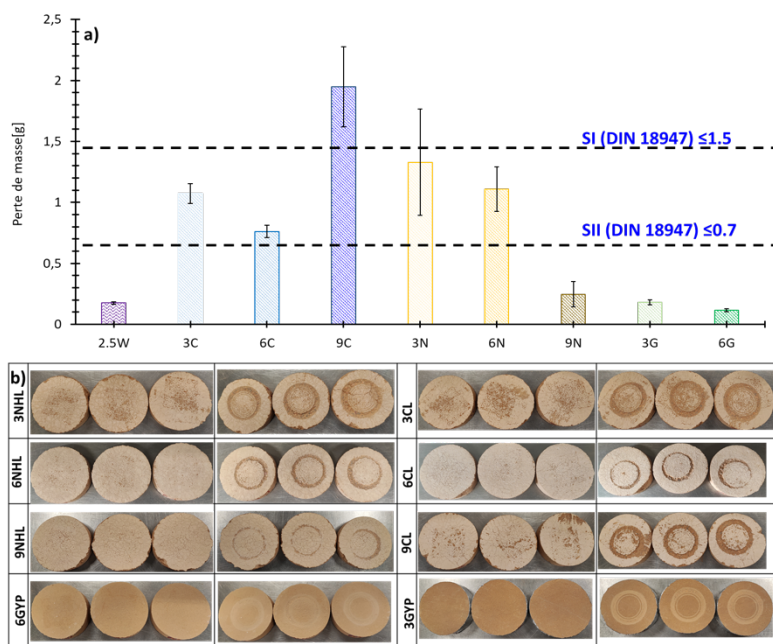 a)
2,5
2
1,5
1
0,5
0
Perte de masse[g]
SI (DIN 18947) ≤1.5
SII (DIN 18947) ≤0.7
2.5W 3C 6C 9C 3N 6N 9N 3G 6G
b)
3NHL 3CL
6NHL 6CL
9NHL 9CL
6GYP 3GYP